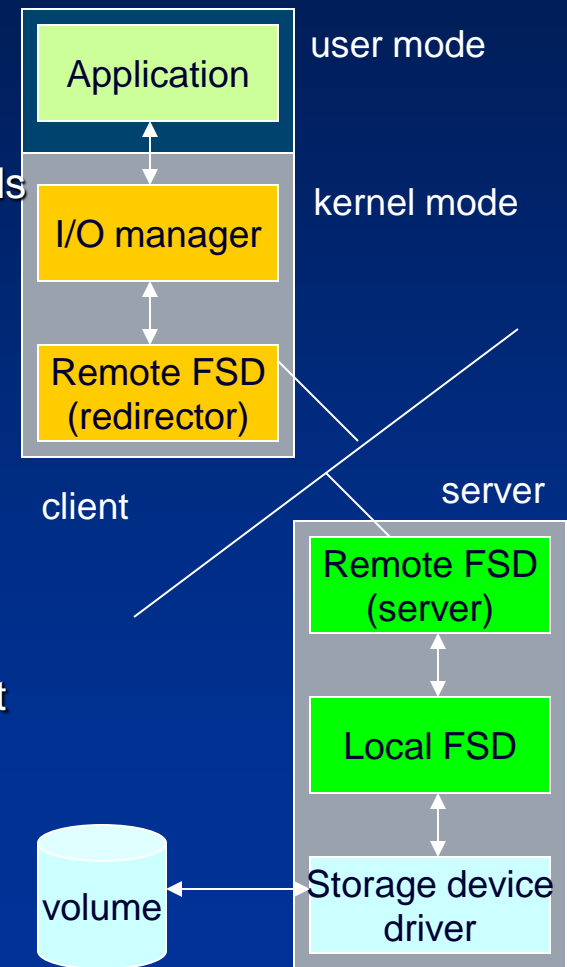 user mode
Application
ls
kernel mode
I/O manager
Remote FSD
(redirector)
client
server
Remote FSD
(server)
t
Local FSD
Storage device
driver
volume